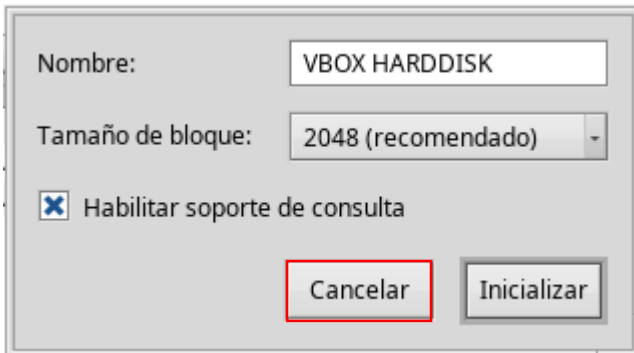 Nombre: VBOX HARDDISK
Tamaño de bloque: 2048 (recomendado)
Habilitar soporte de consulta
Cancelar Inicializar